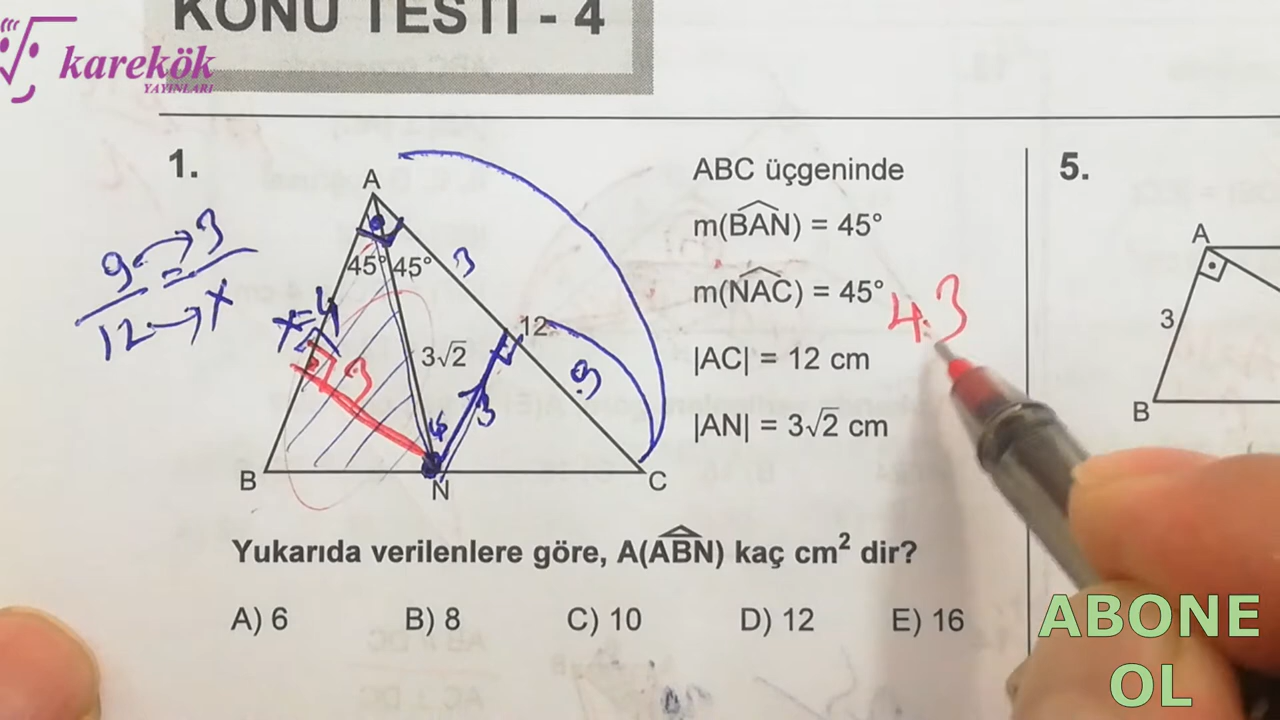 KONU TESTİ - 4
karekök
YAYINLARI
1.
ABC üçgeninde
m(BAN) = 45°
m(NAC) = 45°
|AC| = 12 cm
|AN| = 3√2 cm
A
45° 45°
3
12
3√2
9
3
3
x=4
B
N
C
9 → 3
=
12 → x
4.3
Yukarıda verilenlere göre, A(ABN) kaç cm² dir?
A) 6 B) 8 C) 10 D) 12 E) 16
5.
A
3
B
ABONE
OL